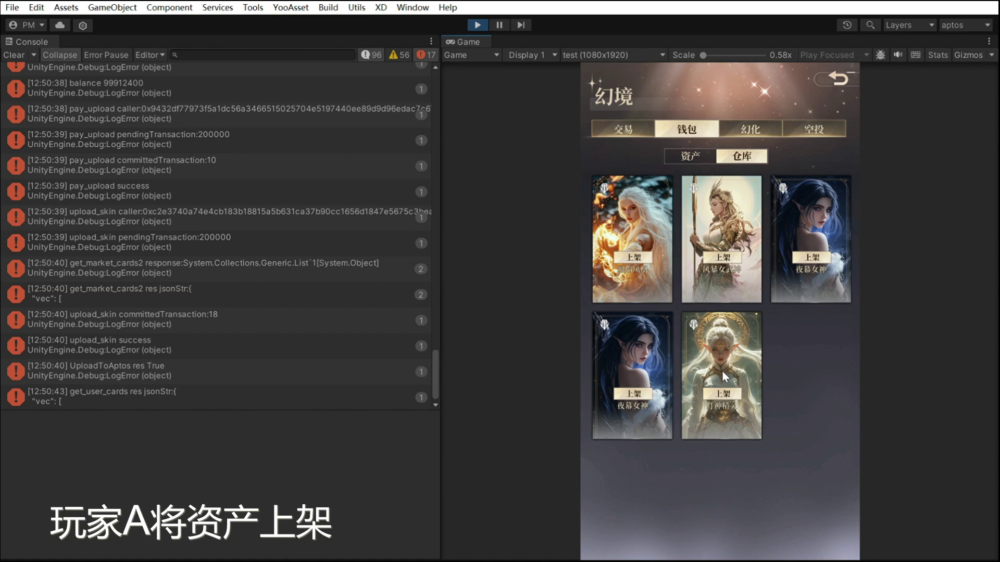 File Edit Assets GameObject Component Services Tools YooAsset Build Utils XD Window Help
PM Layers aptos
Console
Clear Collapse Error Pause Editor 96 56 17
UnityEngine.Debug:LogError (object) 1
[12:50:38] balance 99912400
UnityEngine.Debug:LogError (object) 1
[12:50:38] pay_upload caller:0x9432df77973f5a1dc56a3466515025704e5197440ee89d9d96edac7c6
UnityEngine.Debug:LogError (object) 1
[12:50:39] pay_upload pendingTransaction:200000
UnityEngine.Debug:LogError (object) 1
[12:50:39] pay_upload committedTransaction:10
UnityEngine.Debug:LogError (object) 1
[12:50:39] pay_upload success
UnityEngine.Debug:LogError (object) 1
[12:50:39] upload_skin caller:0xc2e3740a74e4cb183b18815a5b631ca37b90cc1656d1847e5675c3bea
UnityEngine.Debug:LogError (object) 1
[12:50:39] upload_skin pendingTransaction:200000
UnityEngine.Debug:LogError (object) 1
[12:50:40] get_market_cards2 response:System.Collections.Generic.List`1[System.Object]
UnityEngine.Debug:LogError (object) 2
[12:50:40] get_market_cards2 res jsonStr:{
"vec": [ 2
[12:50:40] upload_skin committedTransaction:18
UnityEngine.Debug:LogError (object) 1
[12:50:40] upload_skin success
UnityEngine.Debug:LogError (object) 1
[12:50:40] UploadToAptos res True
UnityEngine.Debug:LogError (object) 1
[12:50:43] get_user_cards res jsonStr:{
"vec": [ 1
玩家A将资产上架
Game
Game Display 1 test (1080x1920) Scale 0.58x Play Focused Stats Gizmos
幻境
交易 钱包 幻化 空投
资产 仓库
上架 上架 上架
烈焰凤凰 风暴女武神 夜幕女神
上架 上架
夜幕女神 月神精灵